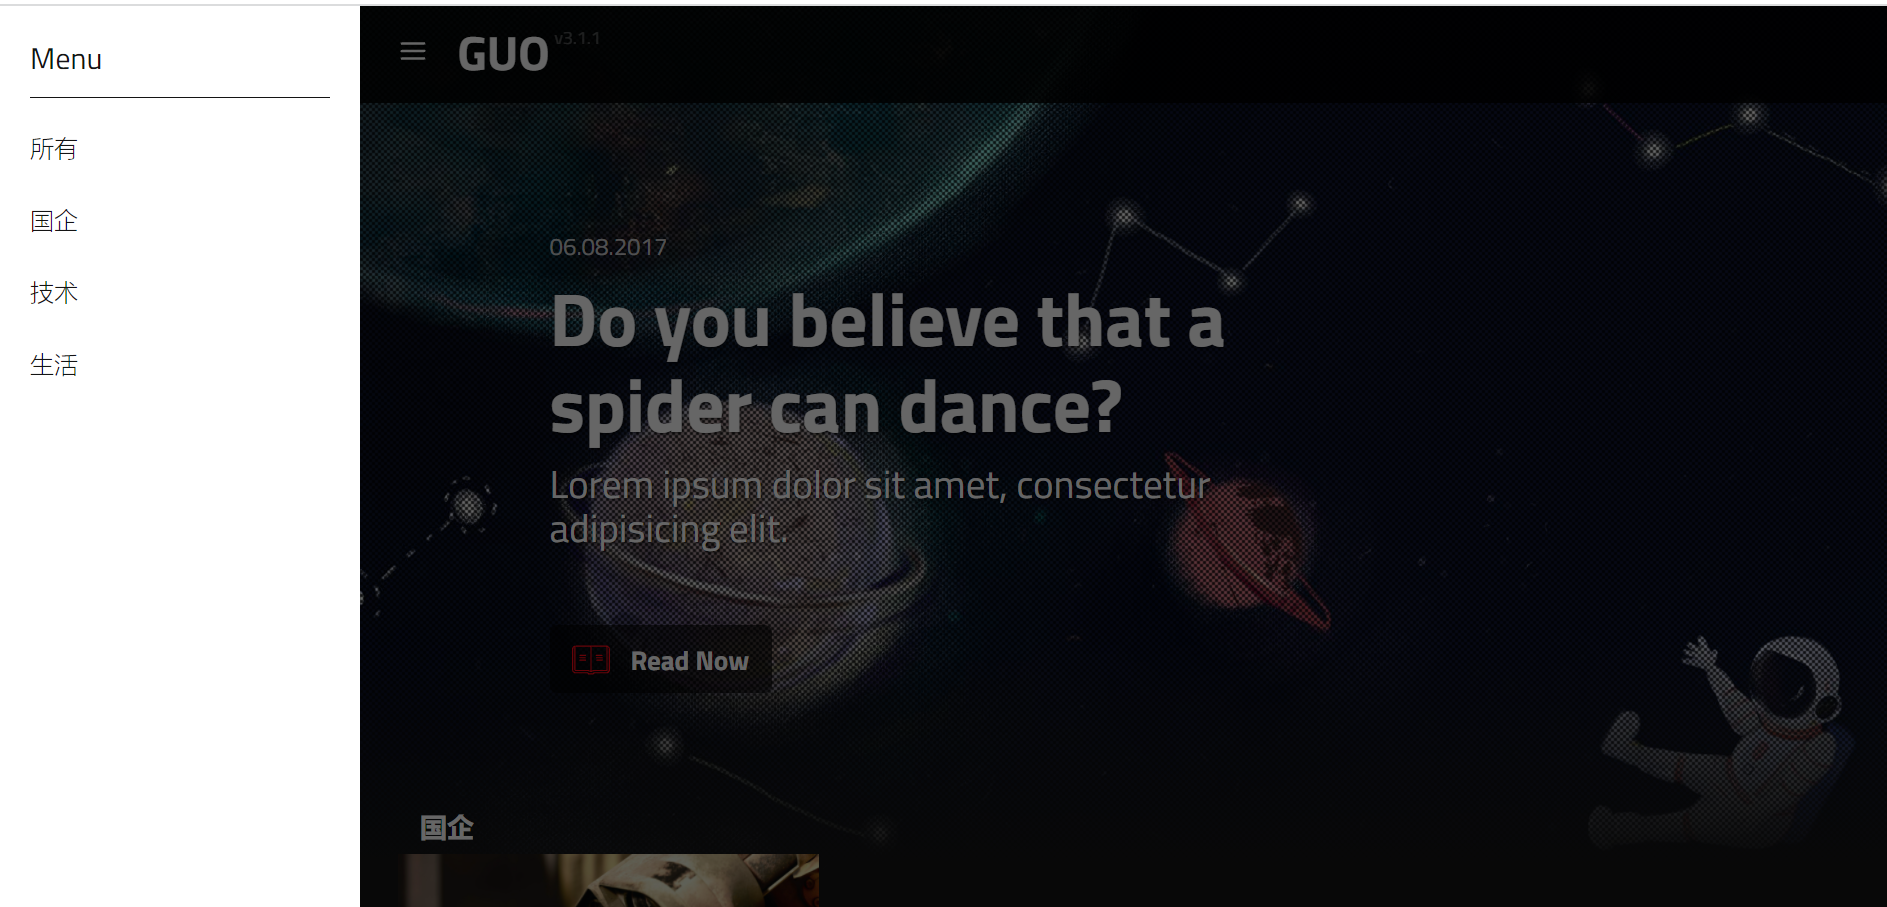 Menu
所有
国企
技术
生活
GUO v3.1.1
06.08.2017
Do you believe that a
spider can dance?
Lorem ipsum dolor sit amet, consectetur
adipisicing elit.
Read Now
国企